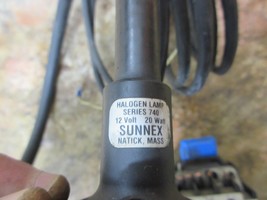 HALOGEN LAMP
SERIES 740
12 Volt 20 Watt
SUNNEX
NATICK, MASS